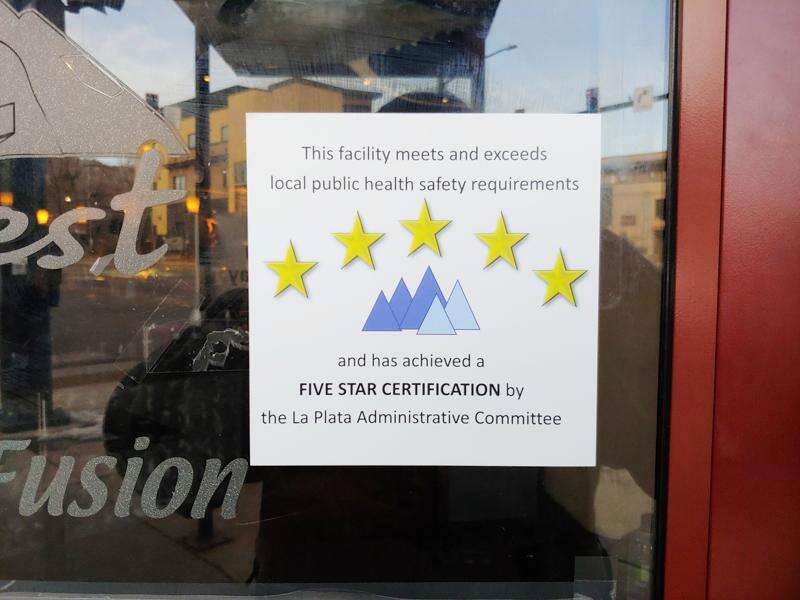 This facility meets and exceeds
local public health safety requirements
and has achieved a
FIVE STAR CERTIFICATION by
the La Plata Administrative Committee
est
Fusion